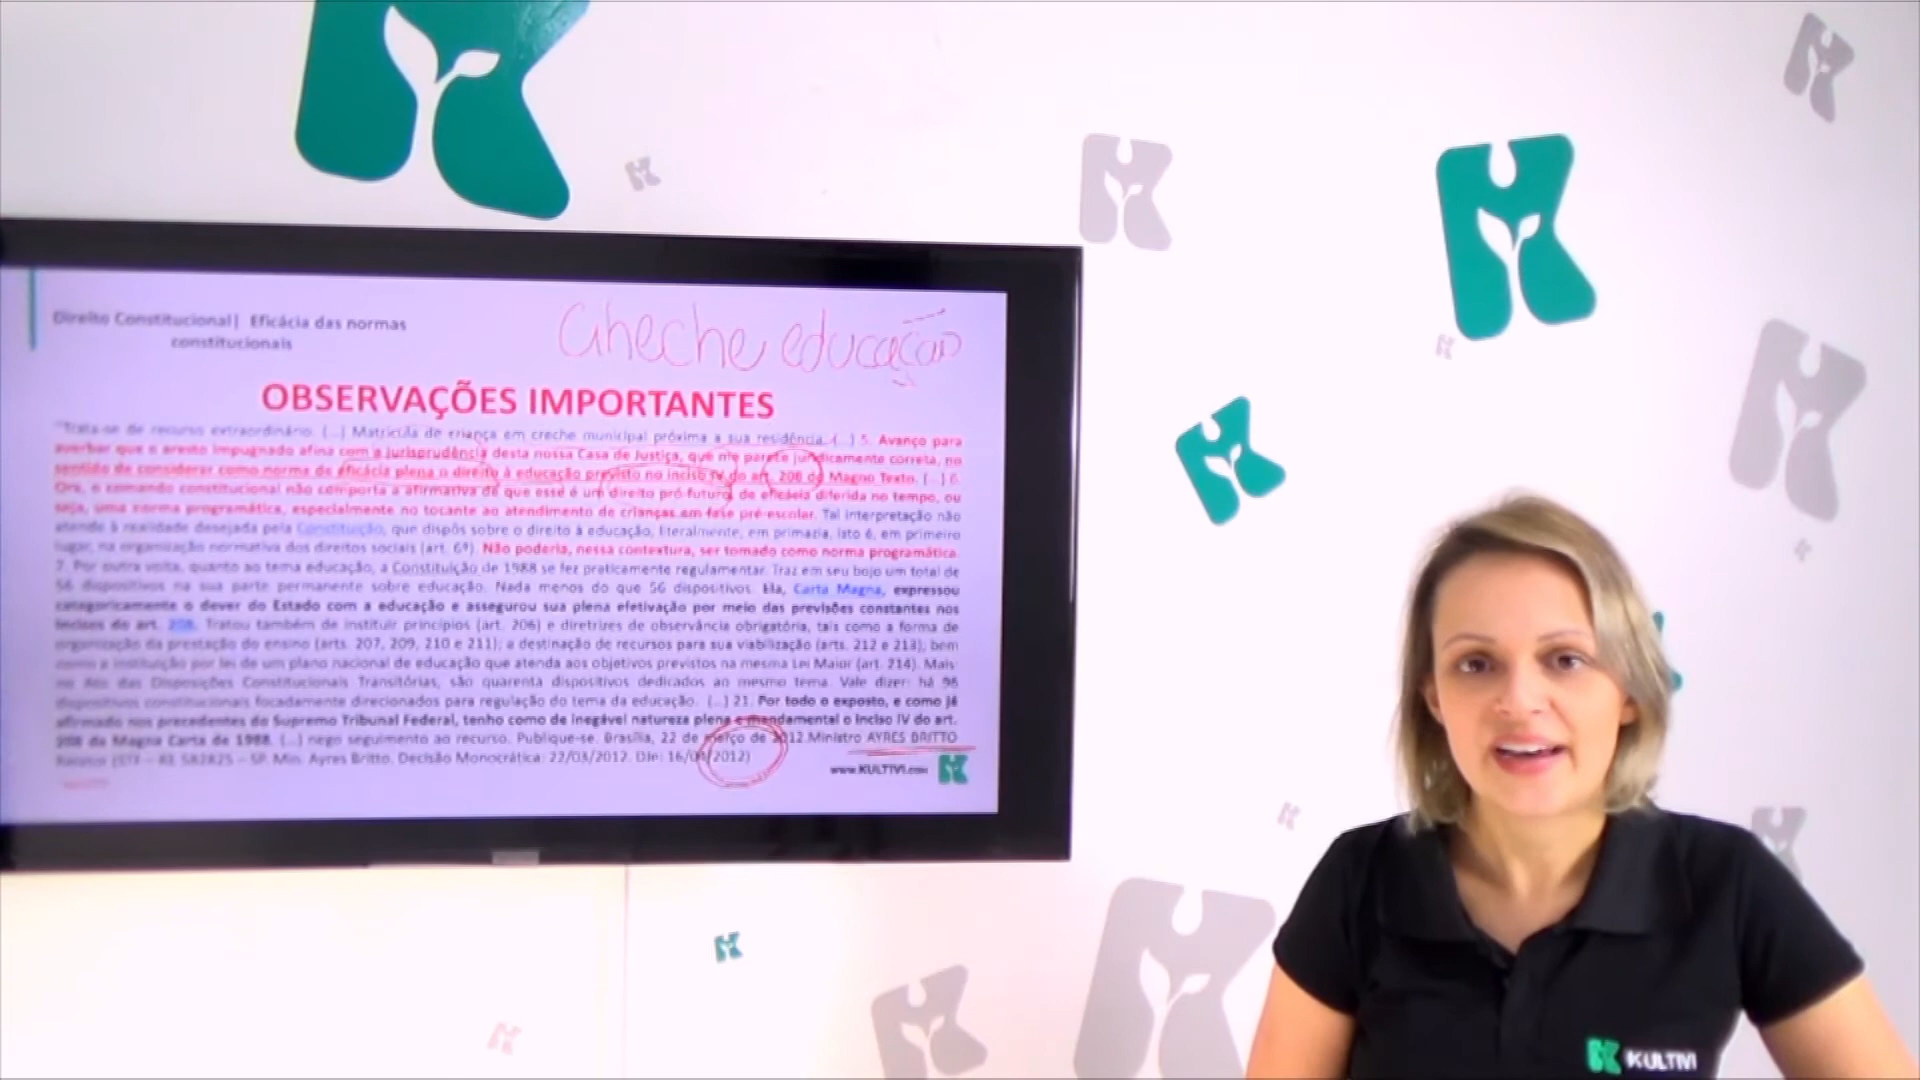 Direito Constitucional| Eficácia das normas
constitucionais
Creche educação
OBSERVAÇÕES IMPORTANTES
"Trata-se de recurso extraordinário. (...) Matrícula de criança em creche municipal próxima a sua residência. (...) 5. Avanço para
averbar que o aresto impugnado afina com a jurisprudência desta nossa Casa de Justiça, que me parece juridicamente correta, no
sentido de considerar como norma de eficácia plena o direito à educação previsto no inciso IV do art. 208 do Magno Texto. (...) 6.
Ora, o comando constitucional não comporta a afirmativa de que esse é um direito pró-futuro, de eficácia diferida no tempo, ou
seja, uma norma programática, especialmente no tocante ao atendimento de crianças em fase pré-escolar. Tal interpretação não
atende à realidade desejada pela Constituição, que dispôs sobre o direito à educação, literalmente, em primazia, isto é, em primeiro
lugar, na organização normativa dos direitos sociais (art. 6º). Não poderia, nessa contextura, ser tomado como norma programática.
7. Por outra volta, quanto ao tema educação, a Constituição de 1988 se fez praticamente regulamentar. Traz em seu bojo um total de
56 dispositivos na sua parte permanente sobre educação. Nada menos do que 56 dispositivos. Ela, Carta Magna, expressou
categoricamente o dever do Estado com a educação e assegurou sua plena efetivação por meio das previsões constantes nos
incisos do art. 208. Tratou também de instituir princípios (art. 206) e diretrizes de observância obrigatória, tais como a forma de
organização da prestação do ensino (arts. 207, 209, 210 e 211); a destinação de recursos para sua viabilização (arts. 212 e 213), bem
como a instituição por lei de um plano nacional de educação que atenda aos objetivos previstos na mesma Lei Maior (art. 214). Mais:
no Ato das Disposições Constitucionais Transitórias, são quarenta dispositivos dedicados ao mesmo tema. Vale dizer: há 96
dispositivos constitucionais focadamente direcionados para regulação do tema da educação. (...) 21. Por todo o exposto, e como já
afirmado nos precedentes do Supremo Tribunal Federal, tenho como de inegável natureza plena e mandamental o inciso IV do art.
208 da Magna Carta de 1988. (...) nego seguimento ao recurso. Publique-se. Brasília, 22 de março de 2012.Ministro AYRES BRITTO
Relator (STF - RE 582825 – SP. Min. Ayres Britto. Decisão Monocrática: 22/03/2012. DJe: 16/04/2012)
www.KULTIVI.com
KULTIVI